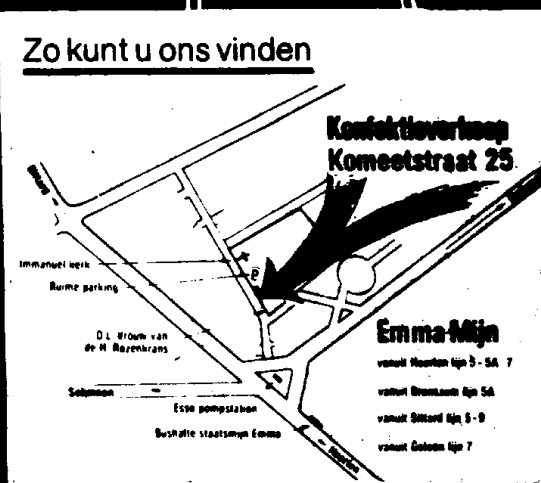 Zo kunt u ons vinden
Konfektieverkoop
Komeetstraat 25
Sittard
Immanuel kerk
P
Ruime parking
O.L. Vrouw van
de H. Rozenkrans
Emma-Mijn
vanuit Heerlen lijn 5 - 5A 7
vanuit Brunssum lijn 5A
vanuit Sittard lijn 5 - 9
vanuit Geleen lijn 7
Esso pompstation
Bushalte staatsmijn Emma
Heerlen